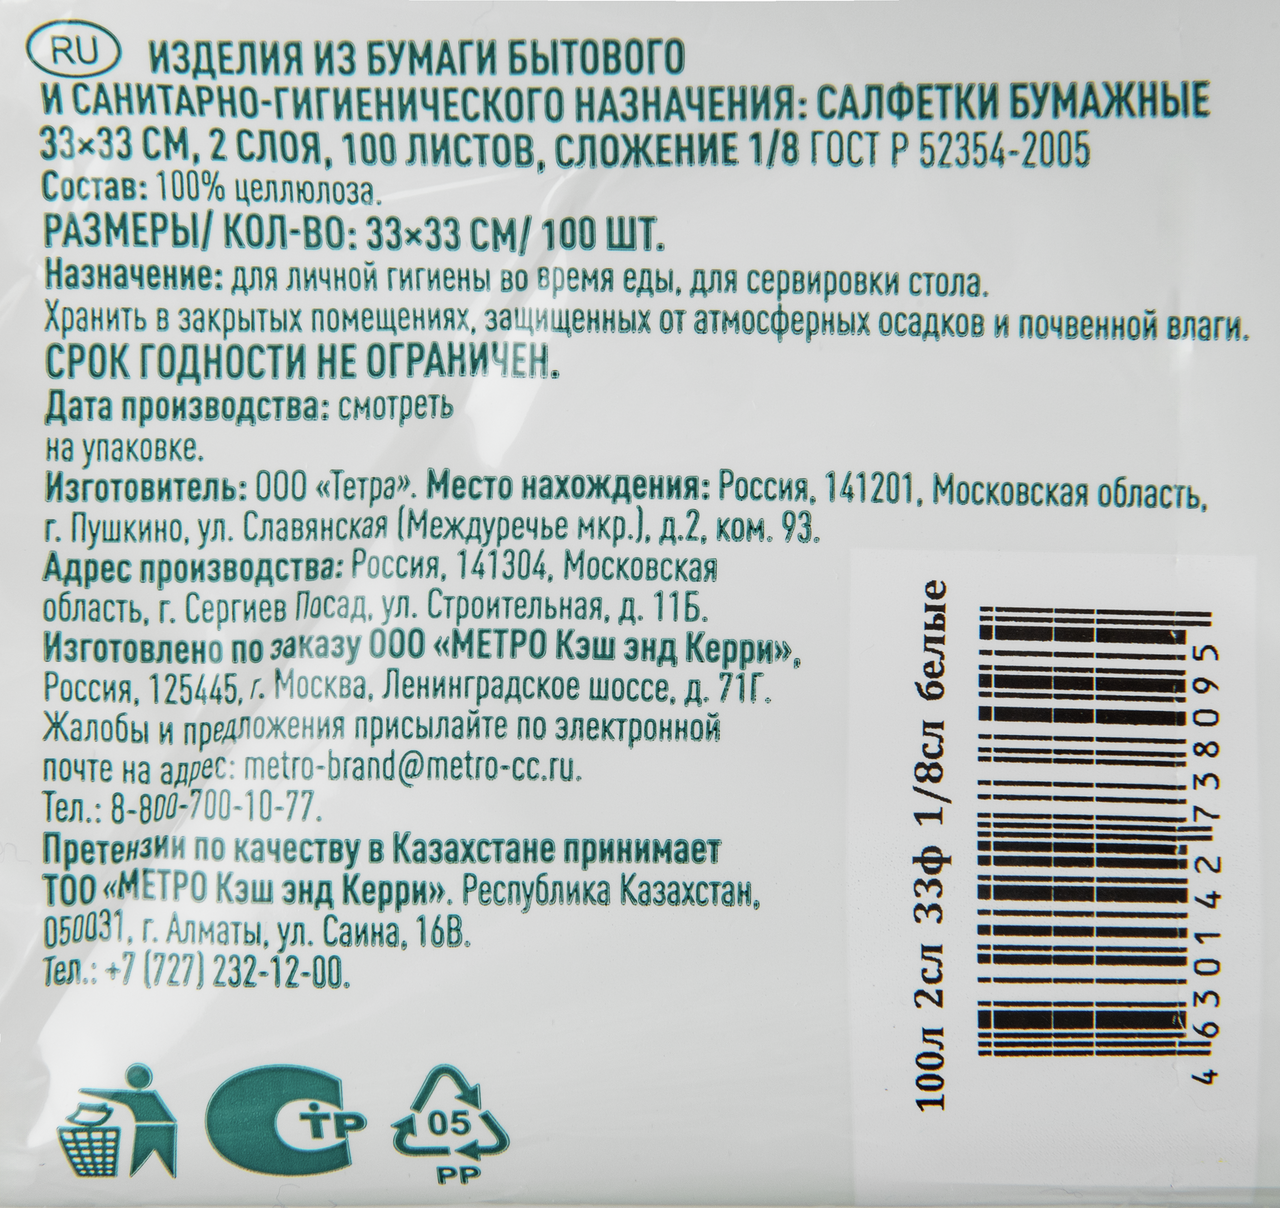 RU
ИЗДЕЛИЯ ИЗ БУМАГИ БЫТОВОГО
И САНИТАРНО-ГИГИЕНИЧЕСКОГО НАЗНАЧЕНИЯ: САЛФЕТКИ БУМАЖНЫЕ
33×33 СМ, 2 СЛОЯ, 100 ЛИСТОВ, СЛОЖЕНИЕ 1/8 ГОСТ Р 52354-2005
Состав: 100% целлюлоза.
РАЗМЕРЫ/ КОЛ-ВО: 33×33 СМ/ 100 ШТ.
Назначение: для личной гигиены во время еды, для сервировки стола.
Хранить в закрытых помещениях, защищенных от атмосферных осадков и почвенной влаги.
СРОК ГОДНОСТИ НЕ ОГРАНИЧЕН.
Дата производства: смотреть
на упаковке.
Изготовитель: ООО «Тетра». Место нахождения: Россия, 141201, Московская область,
г. Пушкино, ул. Славянская (Междуречье мкр.), д.2, ком. 93.
Адрес производства: Россия, 141304, Московская
область, г. Сергиев Посад, ул. Строительная, д. 11Б.
Изготовлено по заказу ООО «МЕТРО Кэш энд Керри»,
Россия, 125445, г. Москва, Ленинградское шоссе, д. 71Г.
Жалобы и предложения присылайте по электронной
почте на адрес: metro-brand@metro-cc.ru.
Тел.: 8-800-700-10-77.
Претензии по качеству в Казахстане принимает
ТОО «МЕТРО Кэш энд Керри». Республика Казахстан,
050031, г. Алматы, ул. Саина, 16В.
Тел.: +7 (727) 232-12-00.
ТР
05
PP
100л 2сл 33ф 1/8сл белые
4 630142 738095